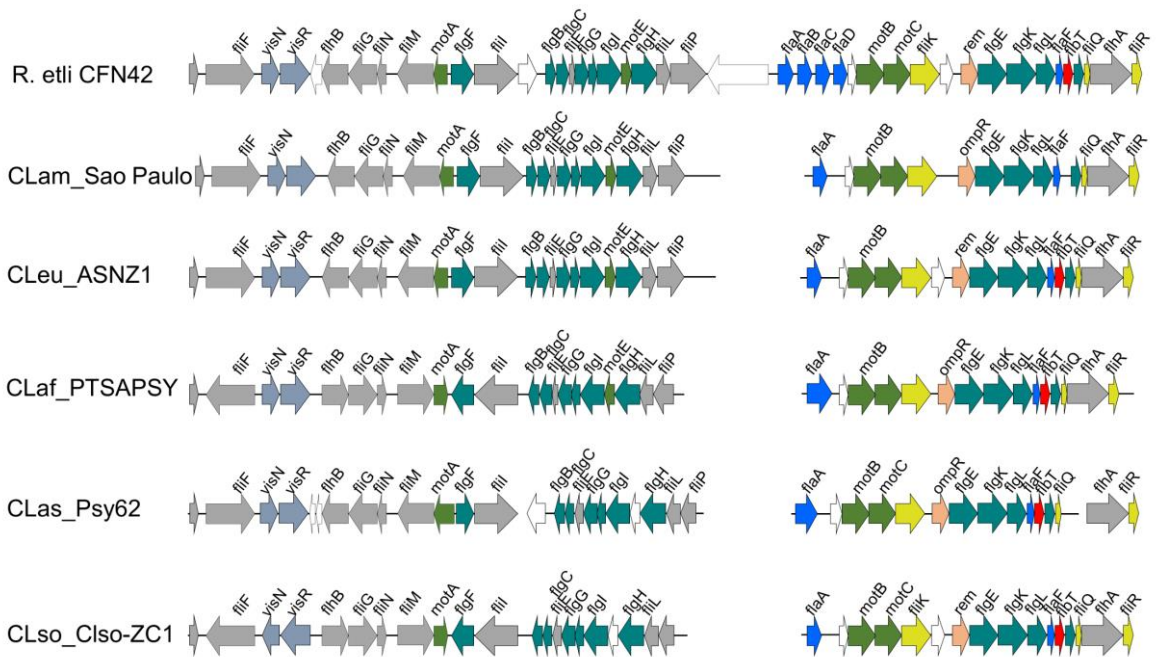 fliF visN visR flhB fliG fliN fliM motA flgF fliI flgB flgC fliE flgG flgI motE flgH fliL fliP flaA flaB flaC flaD motB motC fliK rem flgE flgK flgL flaF flbT fliQ flhA fliR
R. etli CFN42
fliF visN visR flhB fliG fliN fliM motA flgF fliI flgB flgC fliE flgG flgI motE flgH fliL fliP flaA motB ompR flgE flgK flgL flaF fliQ flhA fliR
CLam_Sao Paulo
fliF visN visR flhB fliG fliN fliM motA flgF fliI flgB fliE flgG flgI motE flgH fliL fliP flaA motB rem flgE flgK flgL flaF flbT fliQ flhA fliR
CLeu_ASNZ1
fliF visN visR flhB fliG fliN fliM motA flgF fliI flgB flgC fliE flgG flgI motE flgH fliL fliP flaA motB ompR flgE flgK flgL flaF flbT fliQ flhA fliR
CLaf_PTSAPSY
fliF visN visR flhB fliG fliN fliM motA flgF fliI flgB flgC fliE flgG flgI flgH fliL fliP flaA motB motC ompR flgE flgK flgL flaF flbT fliQ flhA fliR
CLas_Psy62
fliF visN visR flhB fliG fliN fliM motA flgF fliI flgC fliE flgG flgI flgH fliL flaA motB motC fliK rem flgE flgK flgL flaF flbT fliQ flhA fliR
CLso_Clso-ZC1